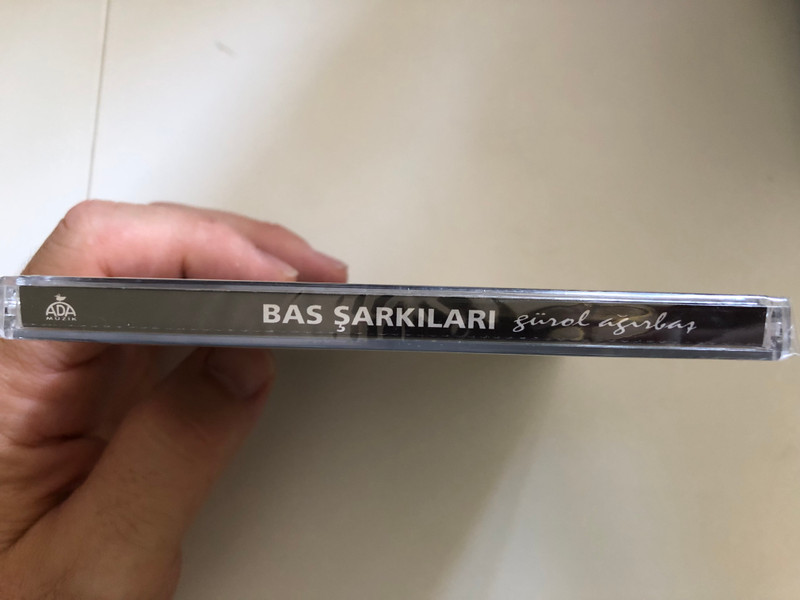 ADA
MÜZİK
BAS ŞARKILARI gürol ağırbaş